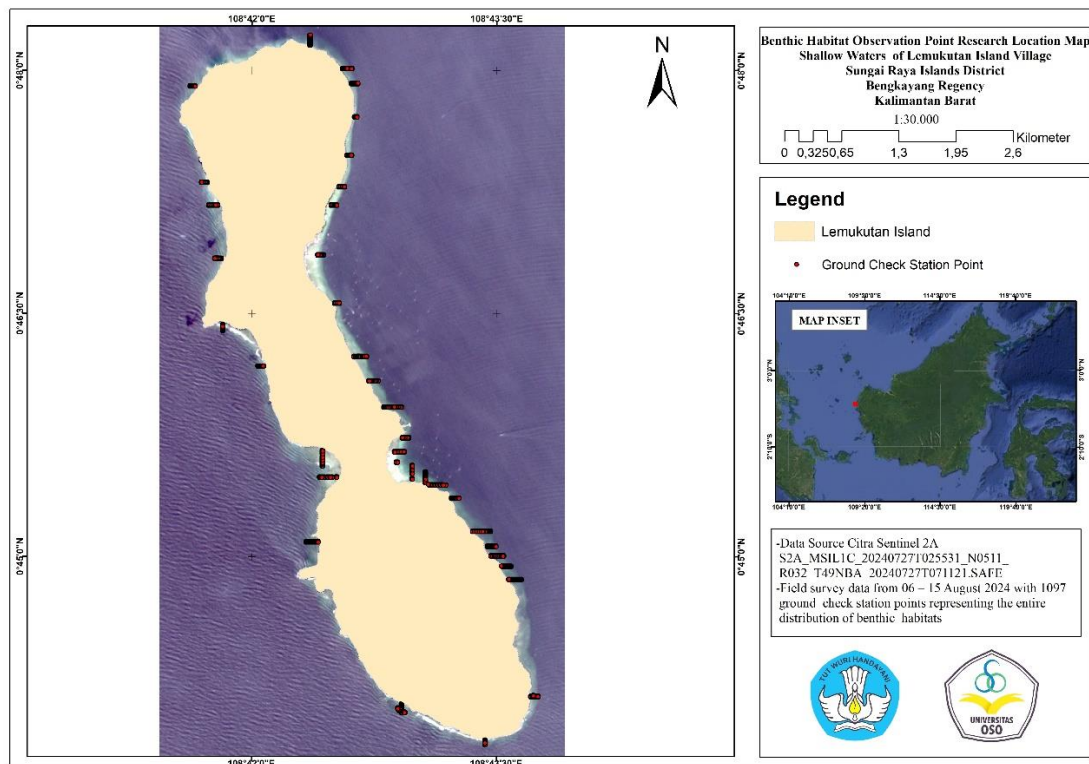 108°42'0"E
108°43'30"E
0°48'0"N
0°48'0"N
0°46'30"N
0°46'30"N
0°45'0"N
0°45'0"N
108°42'0"E
108°43'30"E
N
Benthic Habitat Observation Point Research Location Map
Shallow Waters of Lemukutan Island Village
Sungai Raya Islands District
Bengkayang Regency
Kalimantan Barat
1:30.000
Kilometer
0 0,3250,65 1,3 1,95 2,6
Legend
Lemukutan Island
Ground Check Station Point
MAP INSET
-Data Source Citra Sentinel 2A
S2A_MSIL1C_20240727T025531_N0511_
R032_T49NBA_20240727T071121.SAFE
-Field survey data from 06 – 15 August 2024 with 1097
ground check station points representing the entire
distribution of benthic habitats
TUT WURI HANDAYANI
UNIVERSITAS
OSO